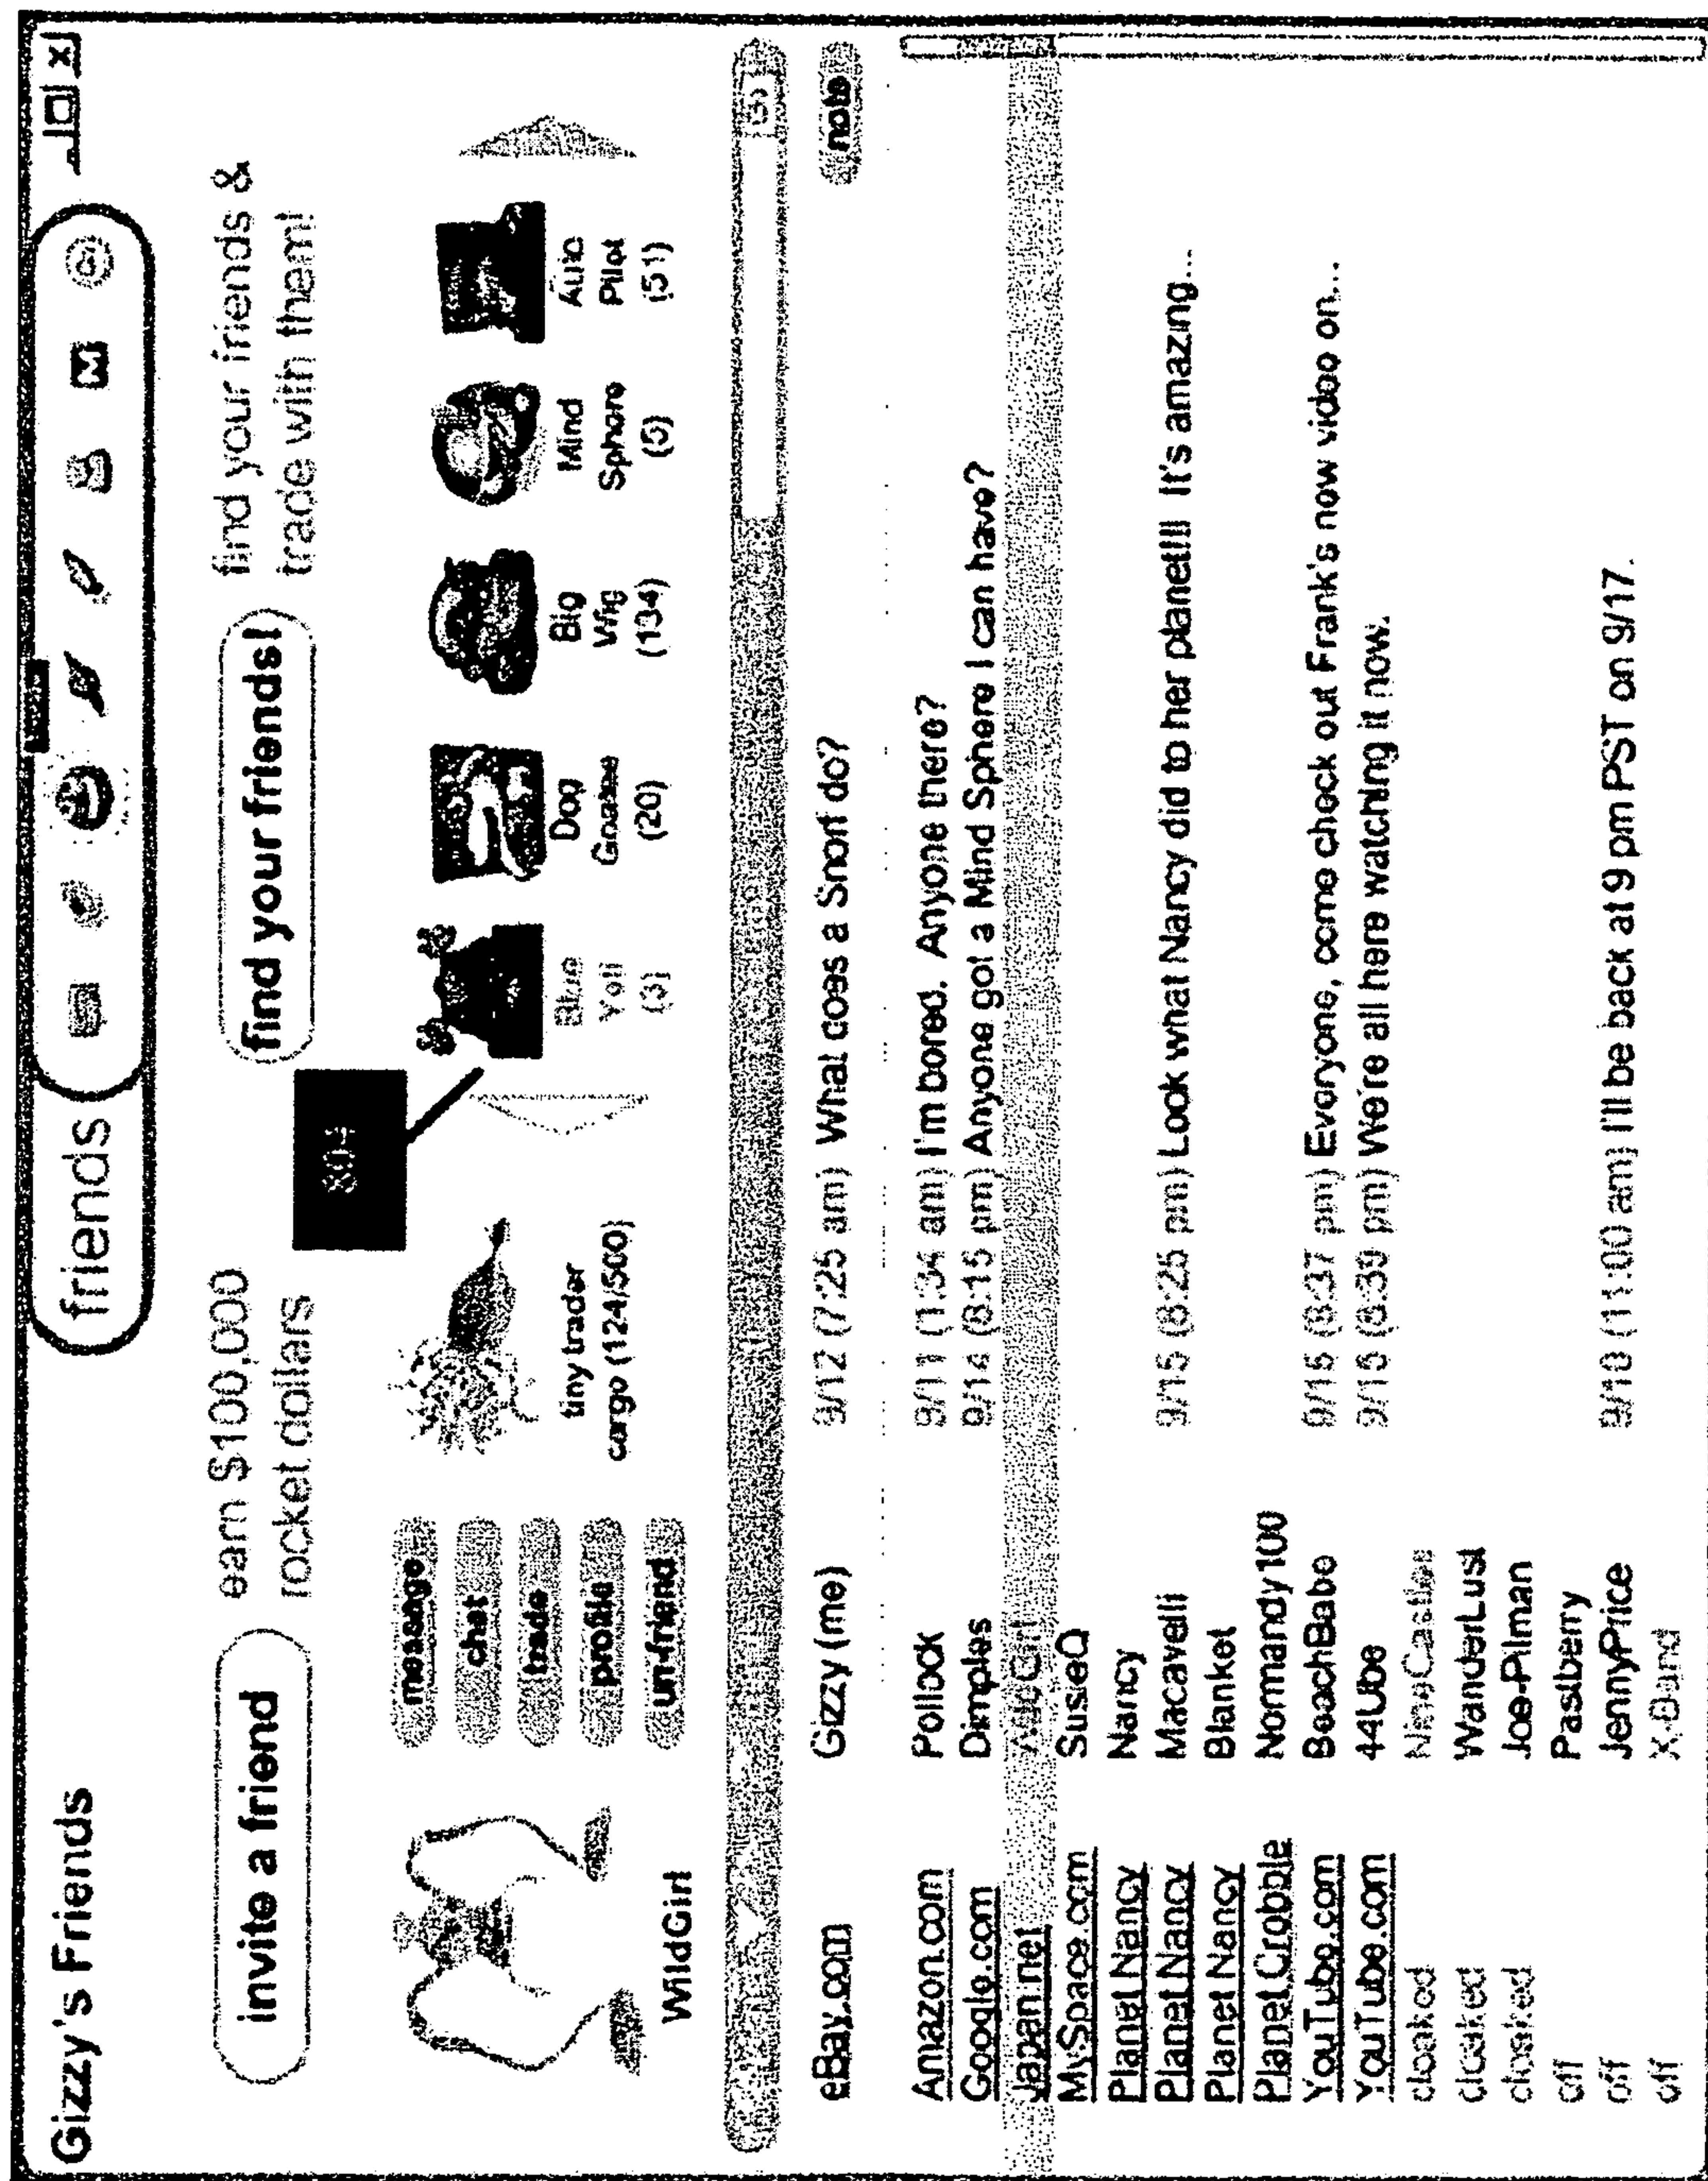 Gizzy's Friends
friends
invite a friend
earn $100,000
rocket dollars
find your friends!
find your friends &
trade with them!
804
WildGirl
message
chat
trade
profile
un-friend
tiny trader
cargo (124/500)
Blue
Yoli
(3)
Dog
Goatee
(20)
Big
Wig
(134)
Mind
Sphere
(5)
Auto
Pilot
(51)
note
eBay.com Gizzy (me) 9/12 (7:25 am) What does a Snorf do?
Amazon.com Pollock 9/11 (1:34 am) I'm bored. Anyone there?
Google.com Dimples 9/14 (8:15 pm) Anyone got a Mind Sphere I can have?
Japan.net
MySpace.com SusieQ
Planet Nancy Nancy
Planet Nancy Macavelli 9/15 (8:25 pm) Look what Nancy did to her planet!!! It's amazing...
Planet Nancy Blanket
Planet Crobble Normandy100
YouTube.com BeachBabe 9/15 (8:37 pm) Everyone, come check out Frank's now video on...
YouTube.com 44Ube 9/15 (8:39 pm) We're all here watching it now.
cloaked NineCastles
cloaked WanderLust
cloaked Joe-Pilman
off Pastberry
off JennyPrice 9/10 (11:00 am) I'll be back at 9 pm PST on 9/17.
off X-Band